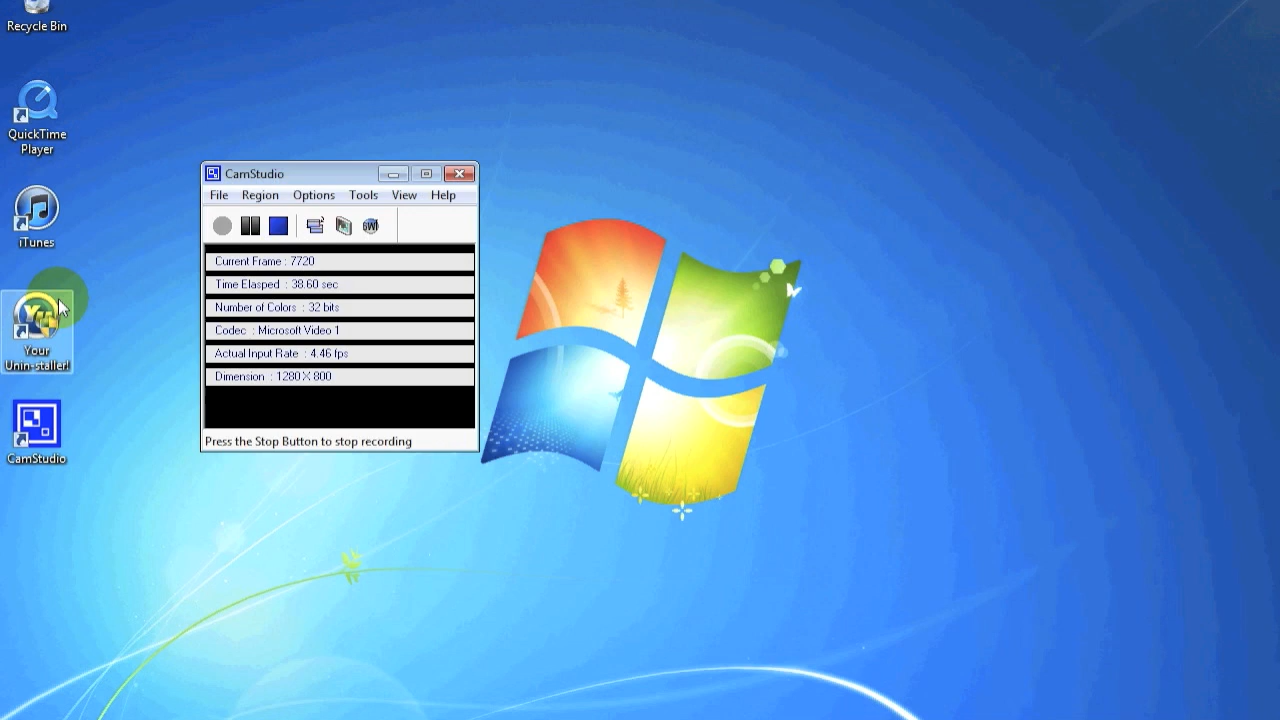 Recycle Bin
QuickTime
Player
iTunes
Your
Unin-staller!
CamStudio
CamStudio
File Region Options Tools View Help
Current Frame : 7720
Time Elasped : 38.60 sec
Number of Colors : 32 bits
Codec : Microsoft Video 1
Actual Input Rate : 4.46 fps
Dimension : 1280 X 800
Press the Stop Button to stop recording